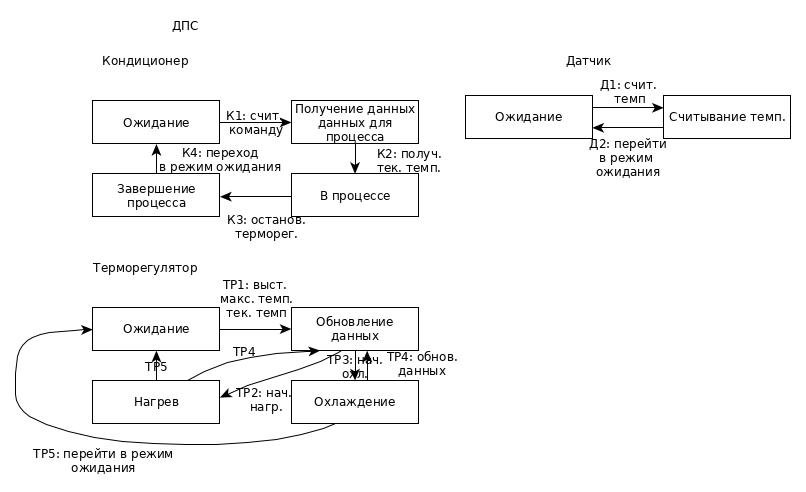 ДПС
Кондиционер
Ожидание
К1: счит.
команду
Получение данных
данных для
процесса
К4: переход
в режим ожидания
К2: получ.
тек. темп.
Завершение
процесса
В процессе
К3: останов.
терморег.
Датчик
Ожидание
Д1: счит.
темп
Считывание темп.
Д2: перейти
в режим
ожидания
Терморегулятор
Ожидание
ТР1: выст.
макс. темп.
тек. темп
Обновление
данных
ТР5
ТР4
ТР3: нач.
охл.
ТР4: обнов.
данных
Нагрев
ТР2: нач.
нагр.
Охлаждение
ТР5: перейти в режим
ожидания